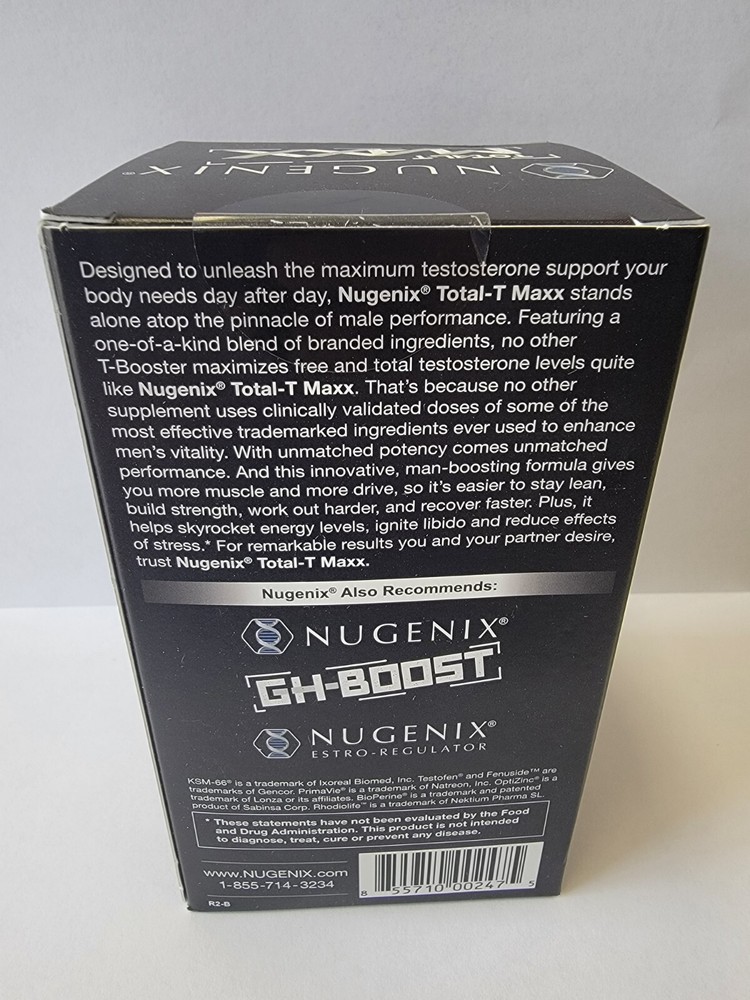 NUGENIX®
TOTAL-T
MAXX
Designed to unleash the maximum testosterone support your
body needs day after day, Nugenix® Total-T Maxx stands
alone atop the pinnacle of male performance. Featuring a
one-of-a-kind blend of branded ingredients, no other
T-Booster maximizes free and total testosterone levels quite
like Nugenix® Total-T Maxx. That's because no other
supplement uses clinically validated doses of some of the
most effective trademarked ingredients ever used to enhance
men's vitality. With unmatched potency comes unmatched
performance. And this innovative, man-boosting formula gives
you more muscle and more drive, so it's easier to stay lean,
build strength, work out harder, and recover faster. Plus, it
helps skyrocket energy levels, ignite libido and reduce effects
of stress.* For remarkable results you and your partner desire,
trust Nugenix® Total-T Maxx.
Nugenix® Also Recommends:
NUGENIX®
GH-BOOST
NUGENIX®
ESTRO-REGULATOR
KSM-66® is a trademark of Ixoreal Biomed, Inc. Testofen® and Fenuside™ are
trademarks of Gencor. PrimaVie® is a trademark of Natreon, Inc. OptiZinc® is a
trademark of Lonza or its affiliates. BioPerine® is a trademark and patented
product of Sabinsa Corp. Rhodiolife™ is a trademark of Nektium Pharma SL.
* These statements have not been evaluated by the Food
and Drug Administration. This product is not intended
to diagnose, treat, cure or prevent any disease.
www.NUGENIX.com
1-855-714-3234
8 55710 00247 5
R2-B